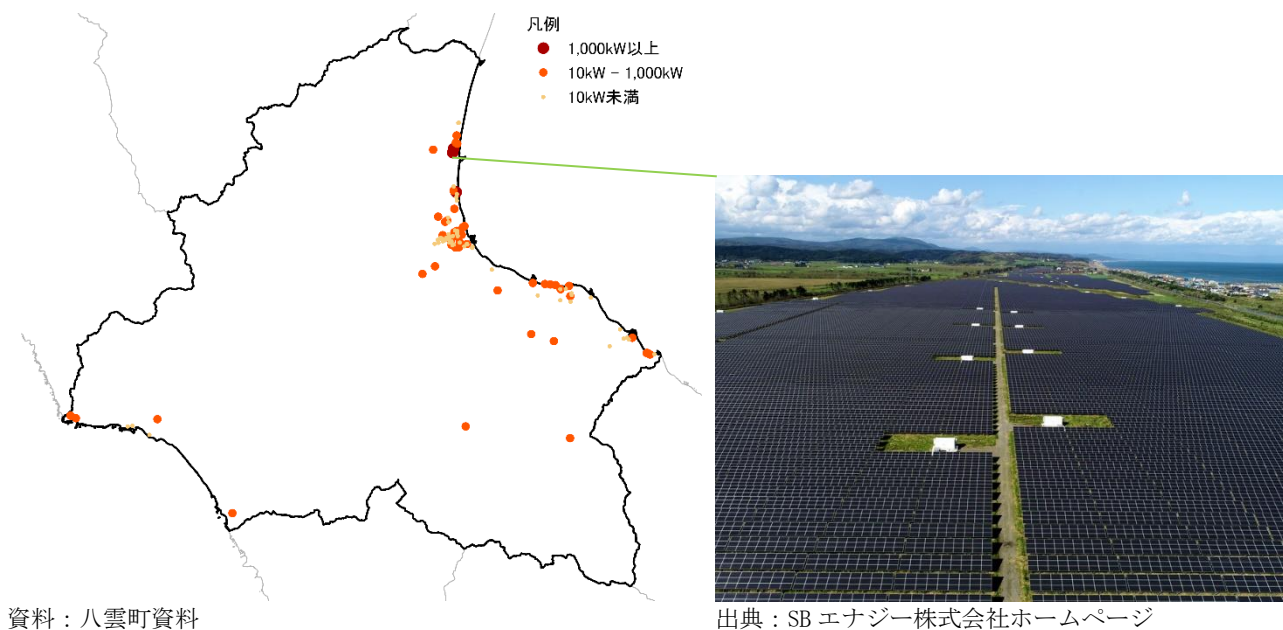 凡例
1,000kW以上
10kW − 1,000kW
10kW未満
資料：八雲町資料
出典：SBエナジー株式会社ホームページ